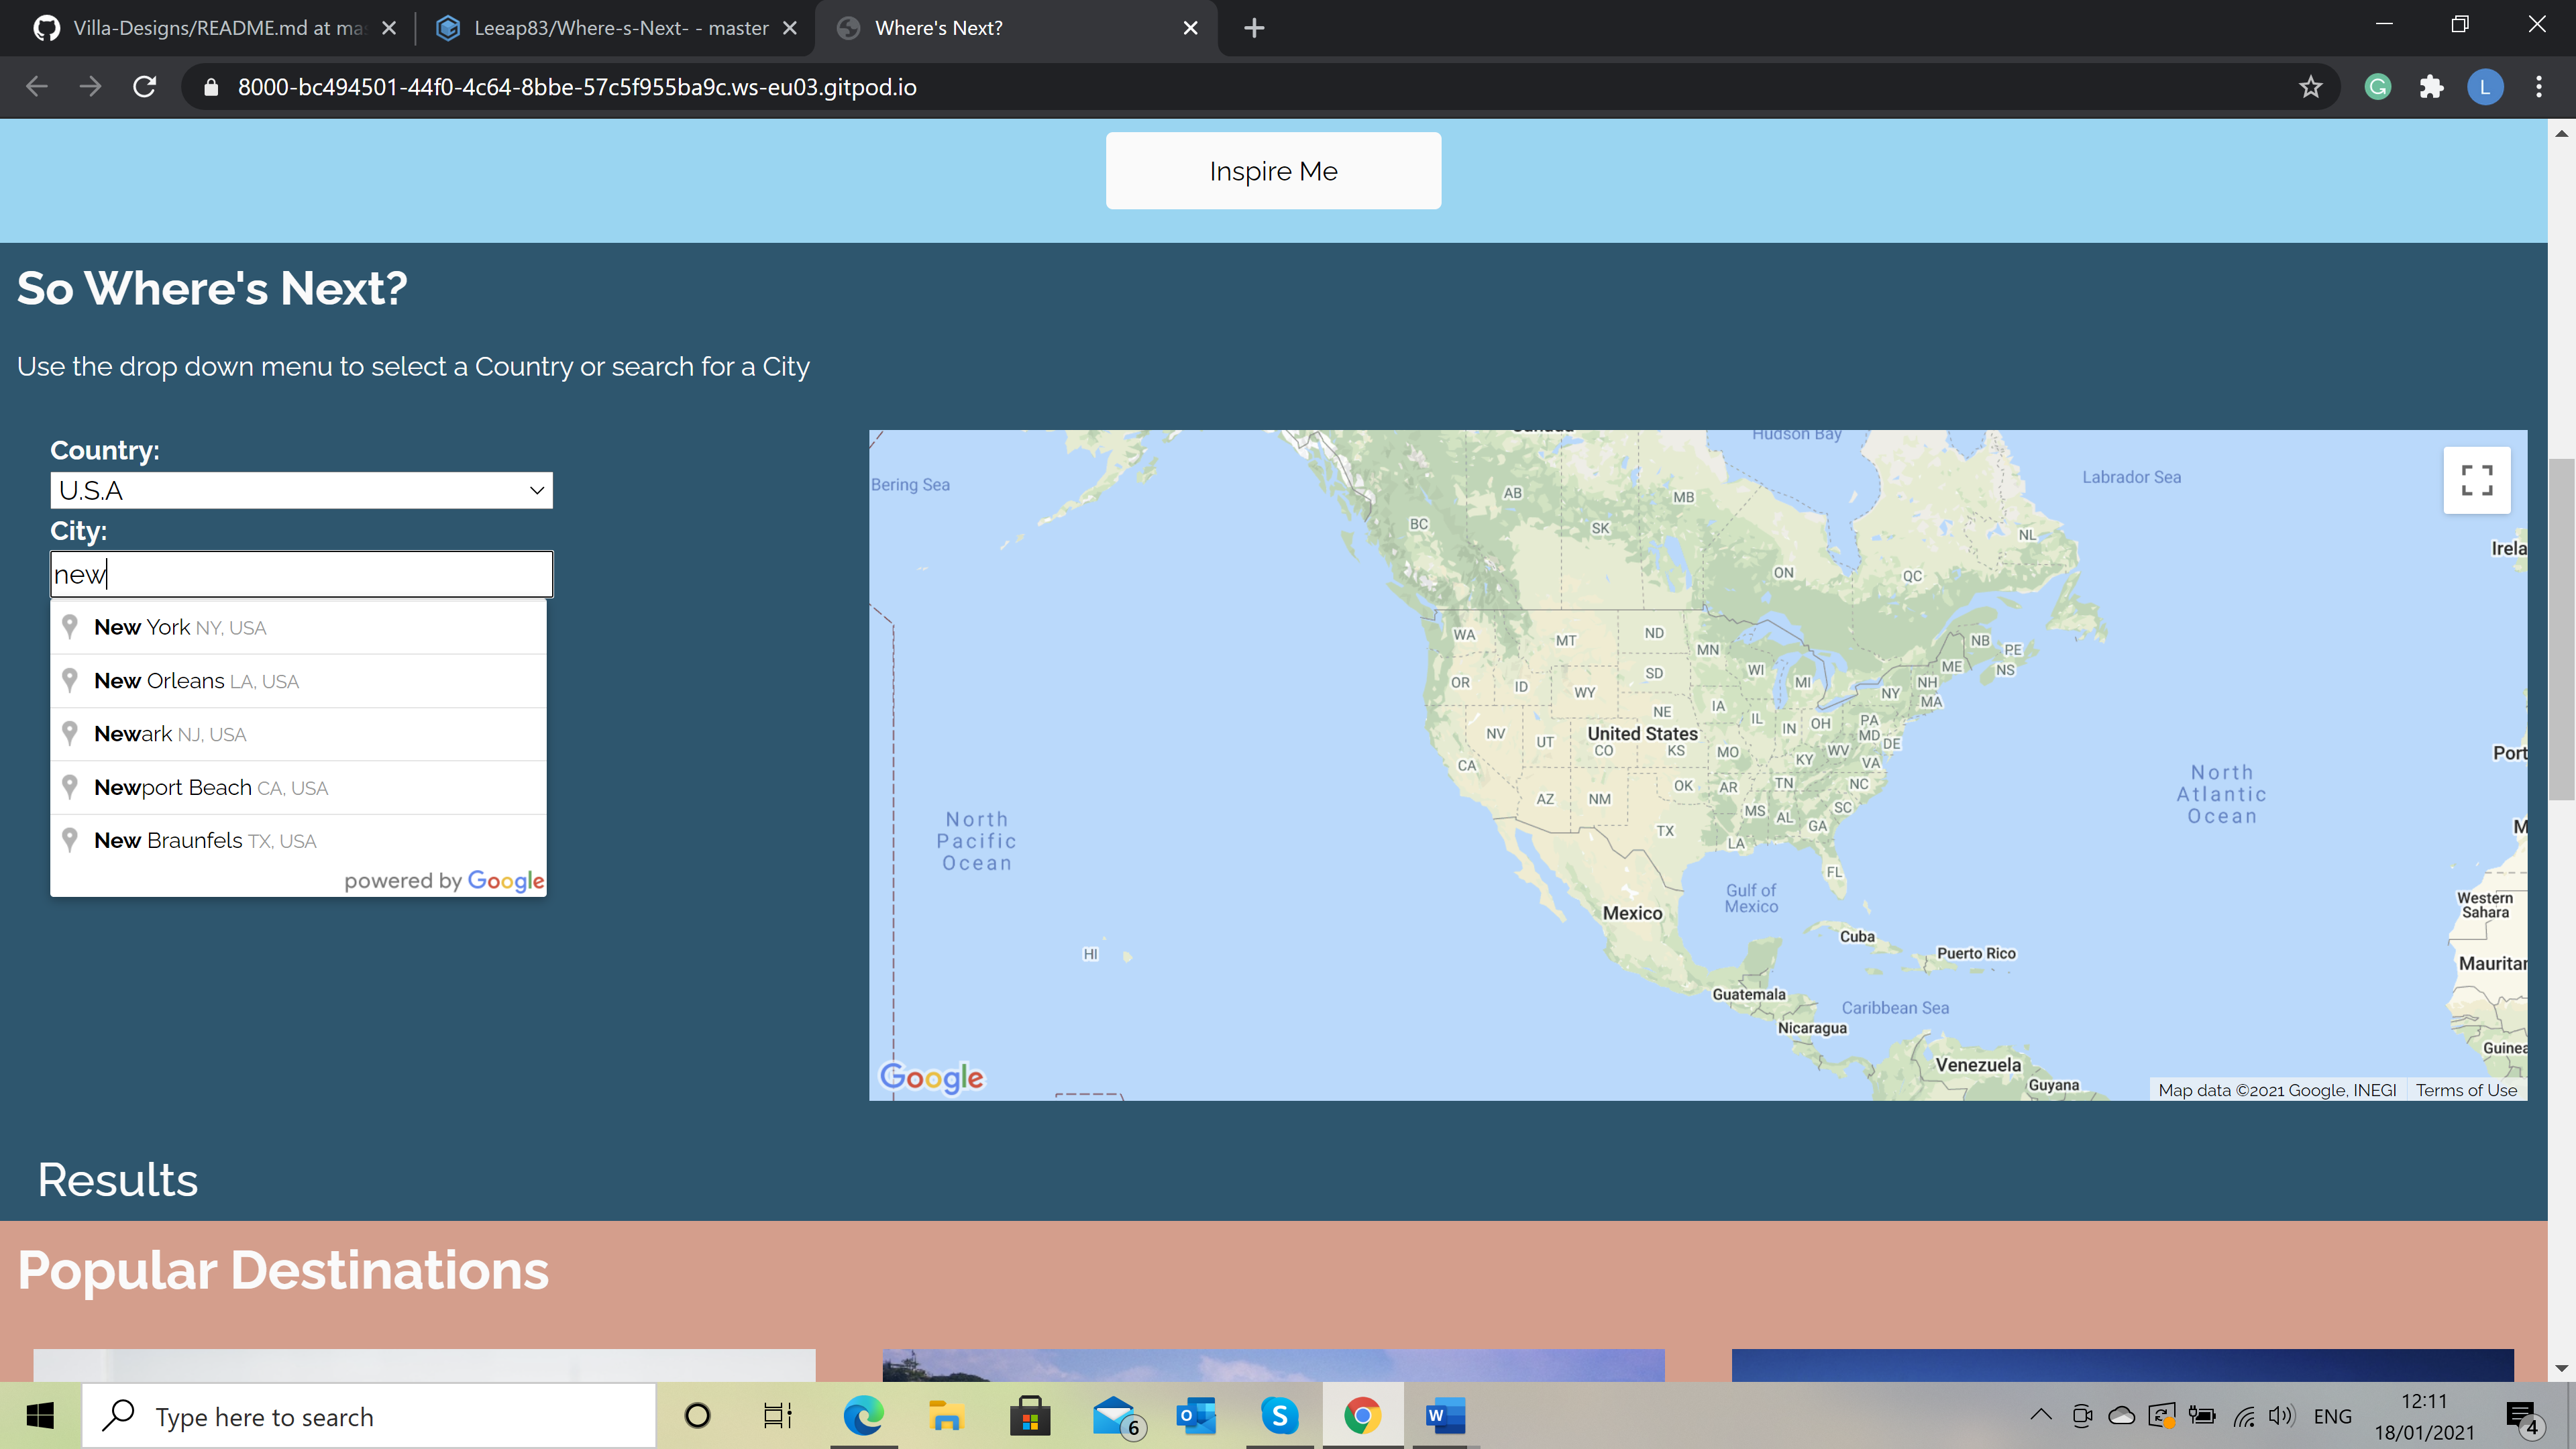 Villa-Designs/README.md at ma
Leeap83/Where-s-Next- - master
Where's Next?
8000-bc494501-44f0-4c64-8bbe-57c5f955ba9c.ws-eu03.gitpod.io
G
L
Inspire Me
So Where's Next?
Use the drop down menu to select a Country or search for a City
Country:
U.S.A
City:
new
New York NY, USA
New Orleans LA, USA
Newark NJ, USA
Newport Beach CA, USA
New Braunfels TX, USA
powered by Google
Hudson Bay
Bering Sea
Labrador Sea
AB
MB
BC
SK
NL
Irela
ON
QC
WA
MT
ND
MN
NB
PE
ME
NS
OR
ID
WY
SD
WI
MI
NH
NY
MA
NE
IA
IL
IN
OH
PA
NV
UT
United States
CO
KS
MO
MD
DE
WV
KY
VA
Port
CA
AZ
NM
OK
AR
TN
NC
North
Atlantic
Ocean
MS
AL
SC
GA
TX
LA
North
Pacific
Ocean
M
FL
Gulf of
Mexico
Mexico
Western
Sahara
Cuba
Puerto Rico
HI
Mauritan
Guatemala
Caribbean Sea
Nicaragua
Guinea
Venezuela
Guyana
Google
Map data ©2021 Google, INEGI
Terms of Use
Results
Popular Destinations
Type here to search
6
O
S
W
ENG
12:11
18/01/2021
4